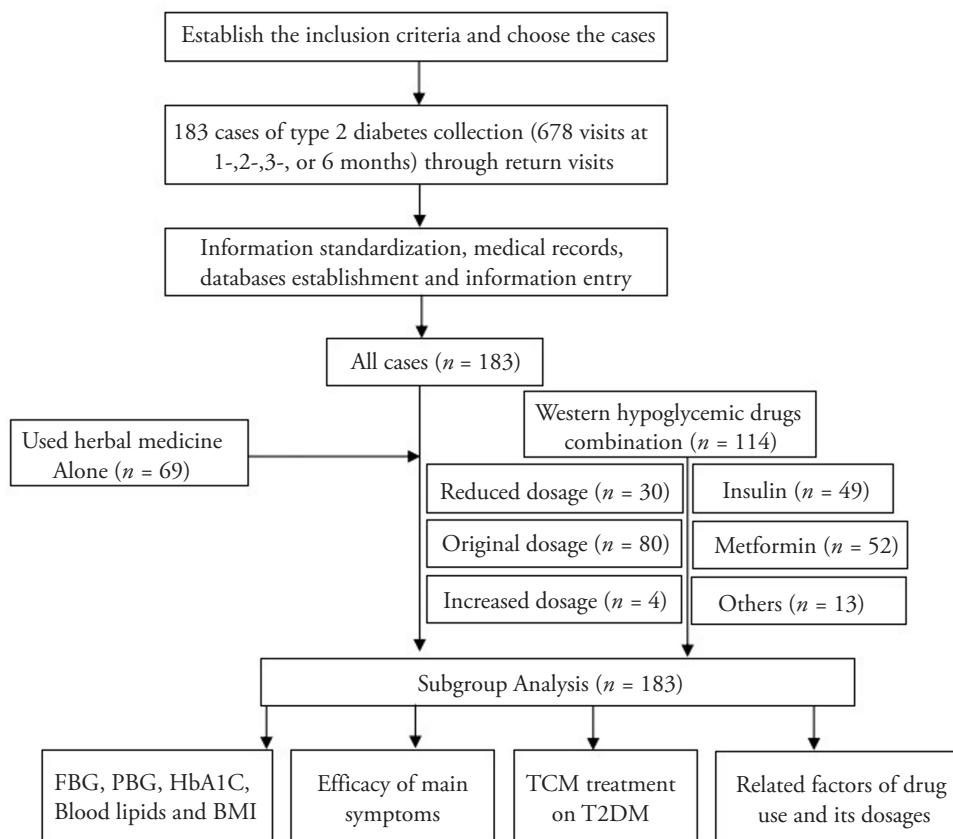 Establish the inclusion criteria and choose the cases
183 cases of type 2 diabetes collection (678 visits at
1-,2-,3-, or 6 months) through return visits
Information standardization, medical records,
databases establishment and information entry
All cases (n = 183)
Used herbal medicine
Alone (n = 69)
Western hypoglycemic drugs
combination (n = 114)
Reduced dosage (n = 30)
Insulin (n = 49)
Original dosage (n = 80)
Metformin (n = 52)
Increased dosage (n = 4)
Others (n = 13)
Subgroup Analysis (n = 183)
FBG, PBG, HbA1C,
Blood lipids and BMI
Efficacy of main
symptoms
TCM treatment
on T2DM
Related factors of drug
use and its dosages